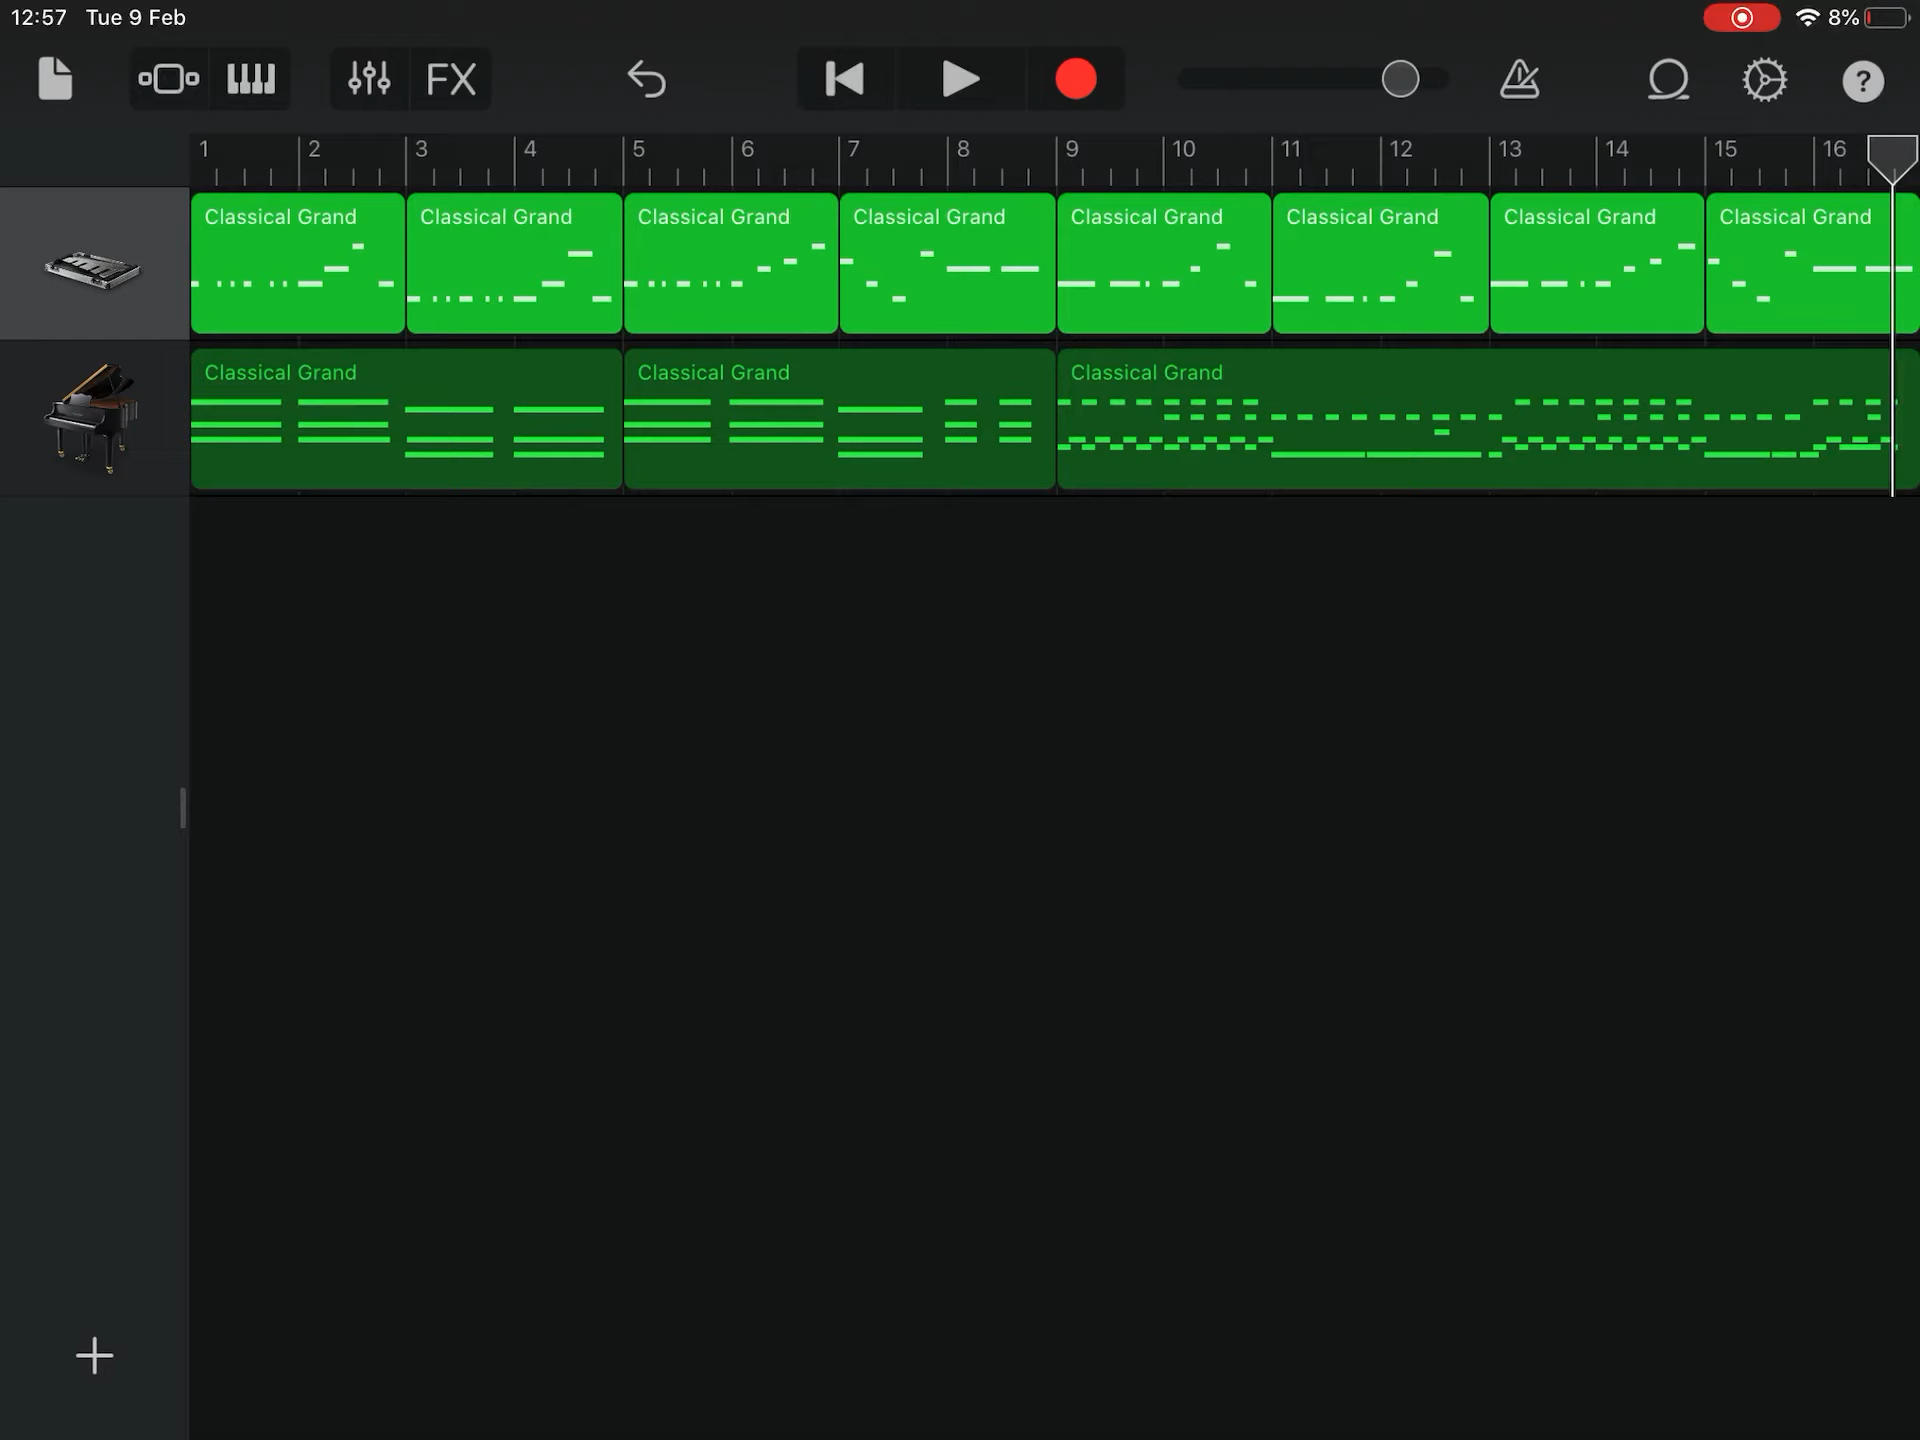 12:57 Tue 9 Feb 8%
FX ?
1 2 3 4 5 6 7 8 9 10 11 12 13 14 15 16
Classical Grand Classical Grand Classical Grand Classical Grand Classical Grand Classical Grand Classical Grand Classical Grand
Classical Grand Classical Grand Classical Grand